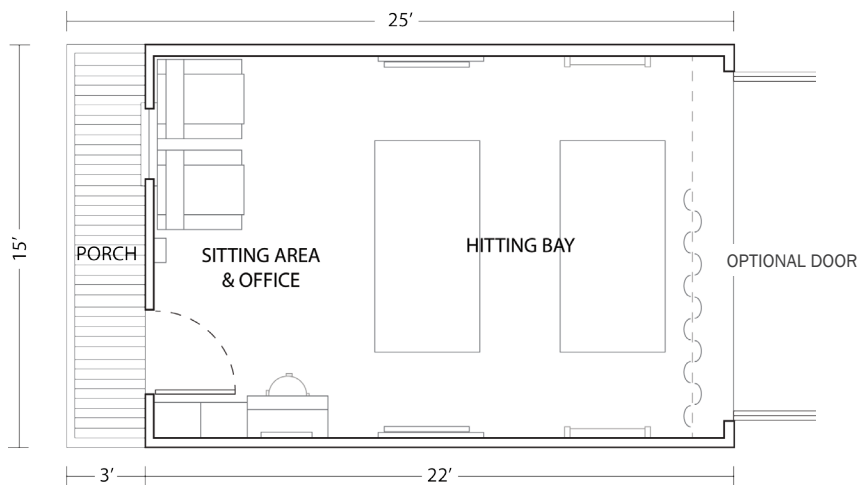 25'
15'
PORCH
SITTING AREA
& OFFICE
HITTING BAY
OPTIONAL DOOR
3'
22'